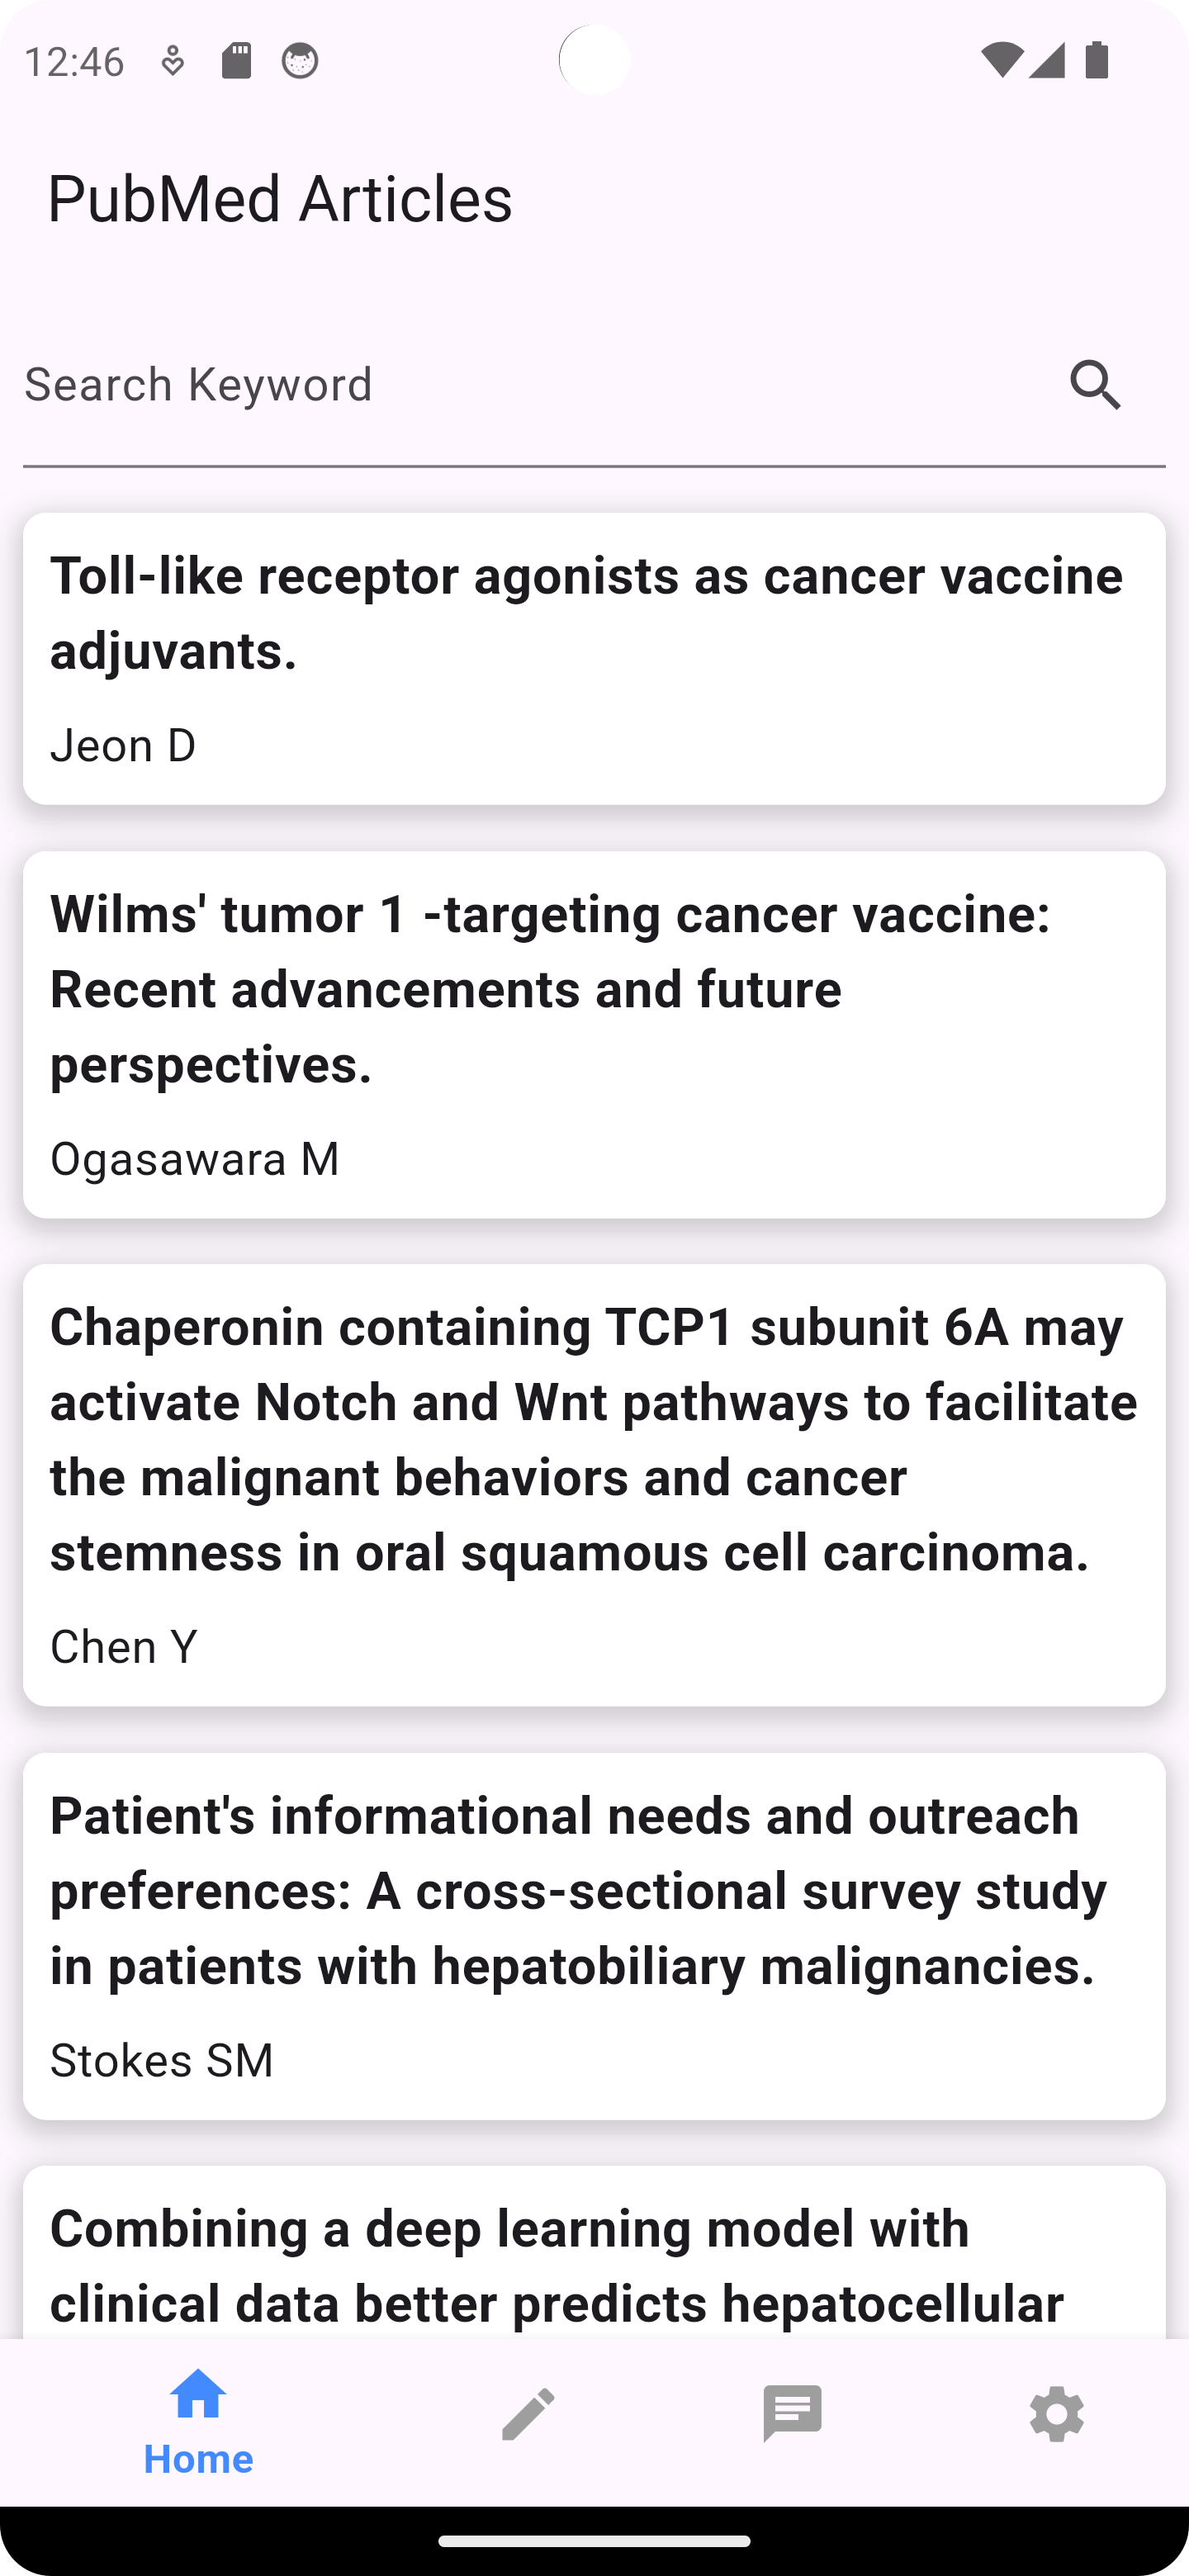 12:46
PubMed Articles
Search Keyword
Toll-like receptor agonists as cancer vaccine
adjuvants.
Jeon D
Wilms' tumor 1 -targeting cancer vaccine:
Recent advancements and future
perspectives.
Ogasawara M
Chaperonin containing TCP1 subunit 6A may
activate Notch and Wnt pathways to facilitate
the malignant behaviors and cancer
stemness in oral squamous cell carcinoma.
Chen Y
Patient's informational needs and outreach
preferences: A cross-sectional survey study
in patients with hepatobiliary malignancies.
Stokes SM
Combining a deep learning model with
clinical data better predicts hepatocellular
Home